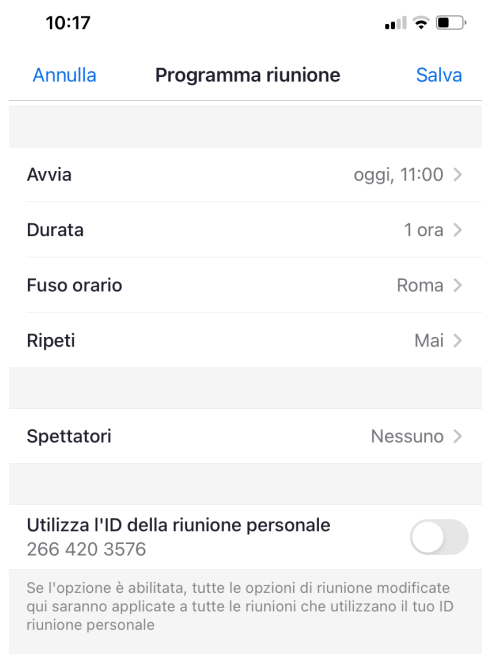 10:17
Annulla Programma riunione Salva
Avvia oggi, 11:00
Durata 1 ora
Fuso orario Roma
Ripeti Mai
Spettatori Nessuno
Utilizza l'ID della riunione personale
266 420 3576
Se l'opzione è abilitata, tutte le opzioni di riunione modificate
qui saranno applicate a tutte le riunioni che utilizzano il tuo ID
riunione personale